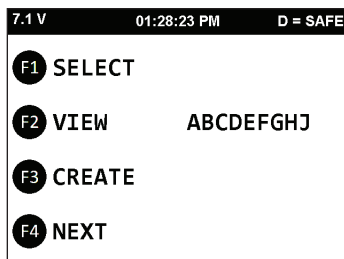 7.1 V 01:28:23 PM D = SAFE
F1 SELECT
F2 VIEW ABCDEFGHJ
F3 CREATE
F4 NEXT